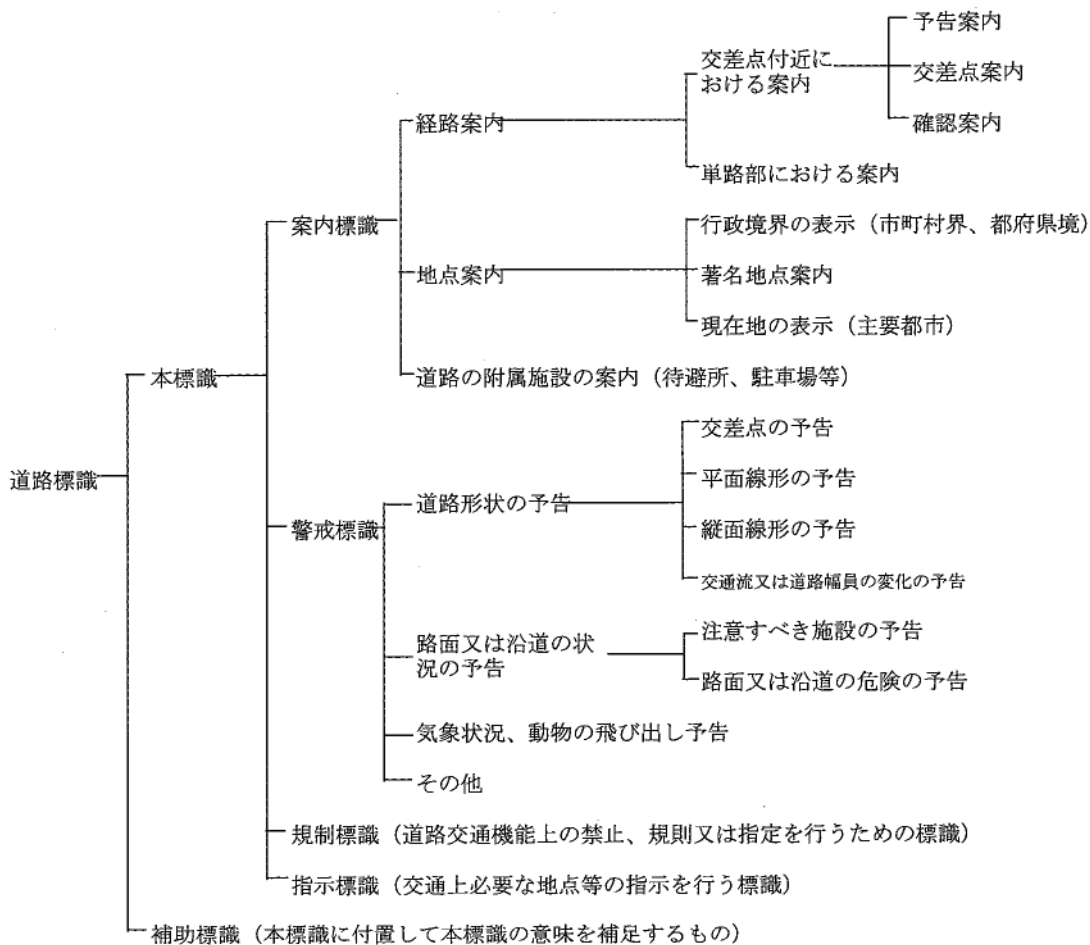 予告案内
交差点付近に
おける案内
交差点案内
経路案内
確認案内
単路部における案内
案内標識
行政境界の表示（市町村界、都府県境）
地点案内
著名地点案内
現在地の表示（主要都市）
本標識
道路の附属施設の案内（待避所、駐車場等）
交差点の予告
道路標識
平面線形の予告
道路形状の予告
警戒標識
縦面線形の予告
交通流又は道路幅員の変化の予告
路面又は沿道の状
況の予告
注意すべき施設の予告
路面又は沿道の危険の予告
気象状況、動物の飛び出し予告
その他
規制標識（道路交通機能上の禁止、規則又は指定を行うための標識）
指示標識（交通上必要な地点等の指示を行う標識）
補助標識（本標識に付置して本標識の意味を補足するもの）